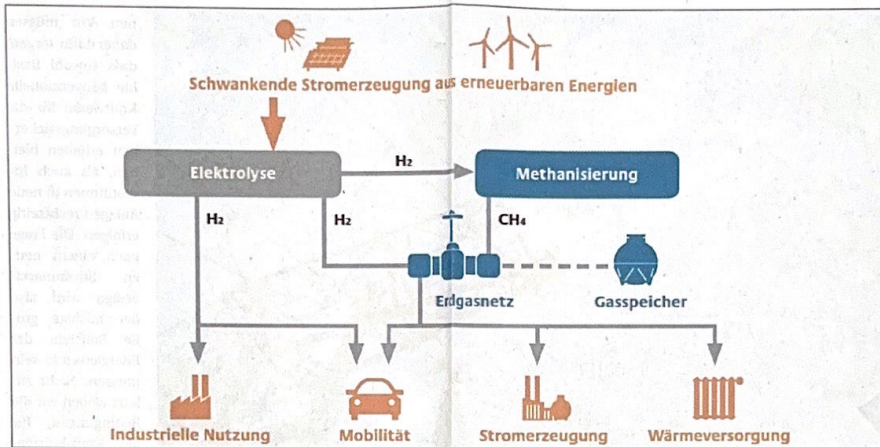 Schwankende Stromerzeugung aus erneuerbaren Energien
Elektrolyse
H₂
Methanisierung
H₂
H₂
CH₄
Erdgasnetz
Gasspeicher
Industrielle Nutzung
Mobilität
Stromerzeugung
Wärmeversorgung